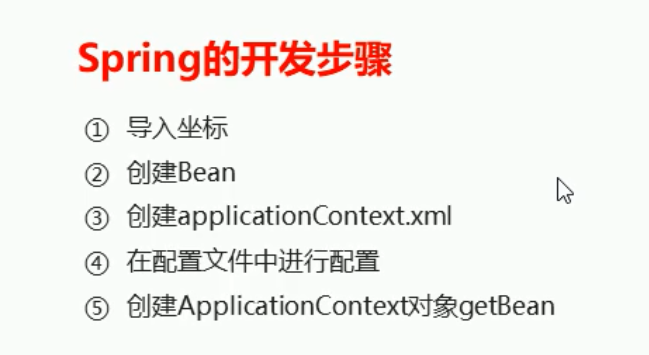 Spring的开发步骤
① 导入坐标
② 创建Bean
③ 创建applicationContext.xml
④ 在配置文件中进行配置
⑤ 创建ApplicationContext对象getBean